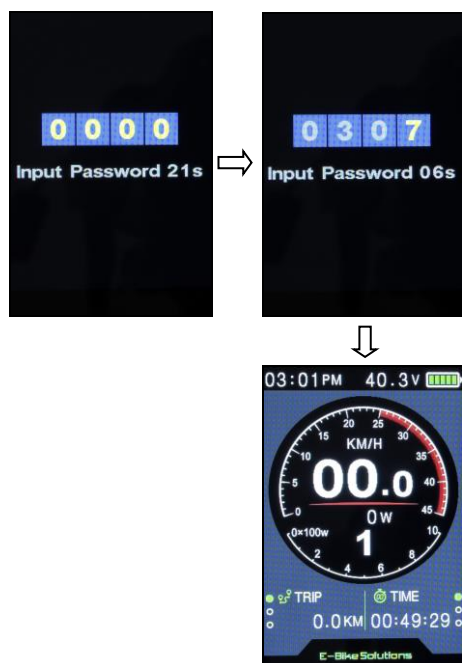 0 0 0 0
Input Password 21s
0 3 0 7
Input Password 06s
03:01PM 40.3V
20 25
15 30
KM/H
10 35
00.0
5 40
0 45
0W
0×100w 10
1
2 8
4 6
TRIP TIME
0.0KM 00:49:29
E-Bike Solutions